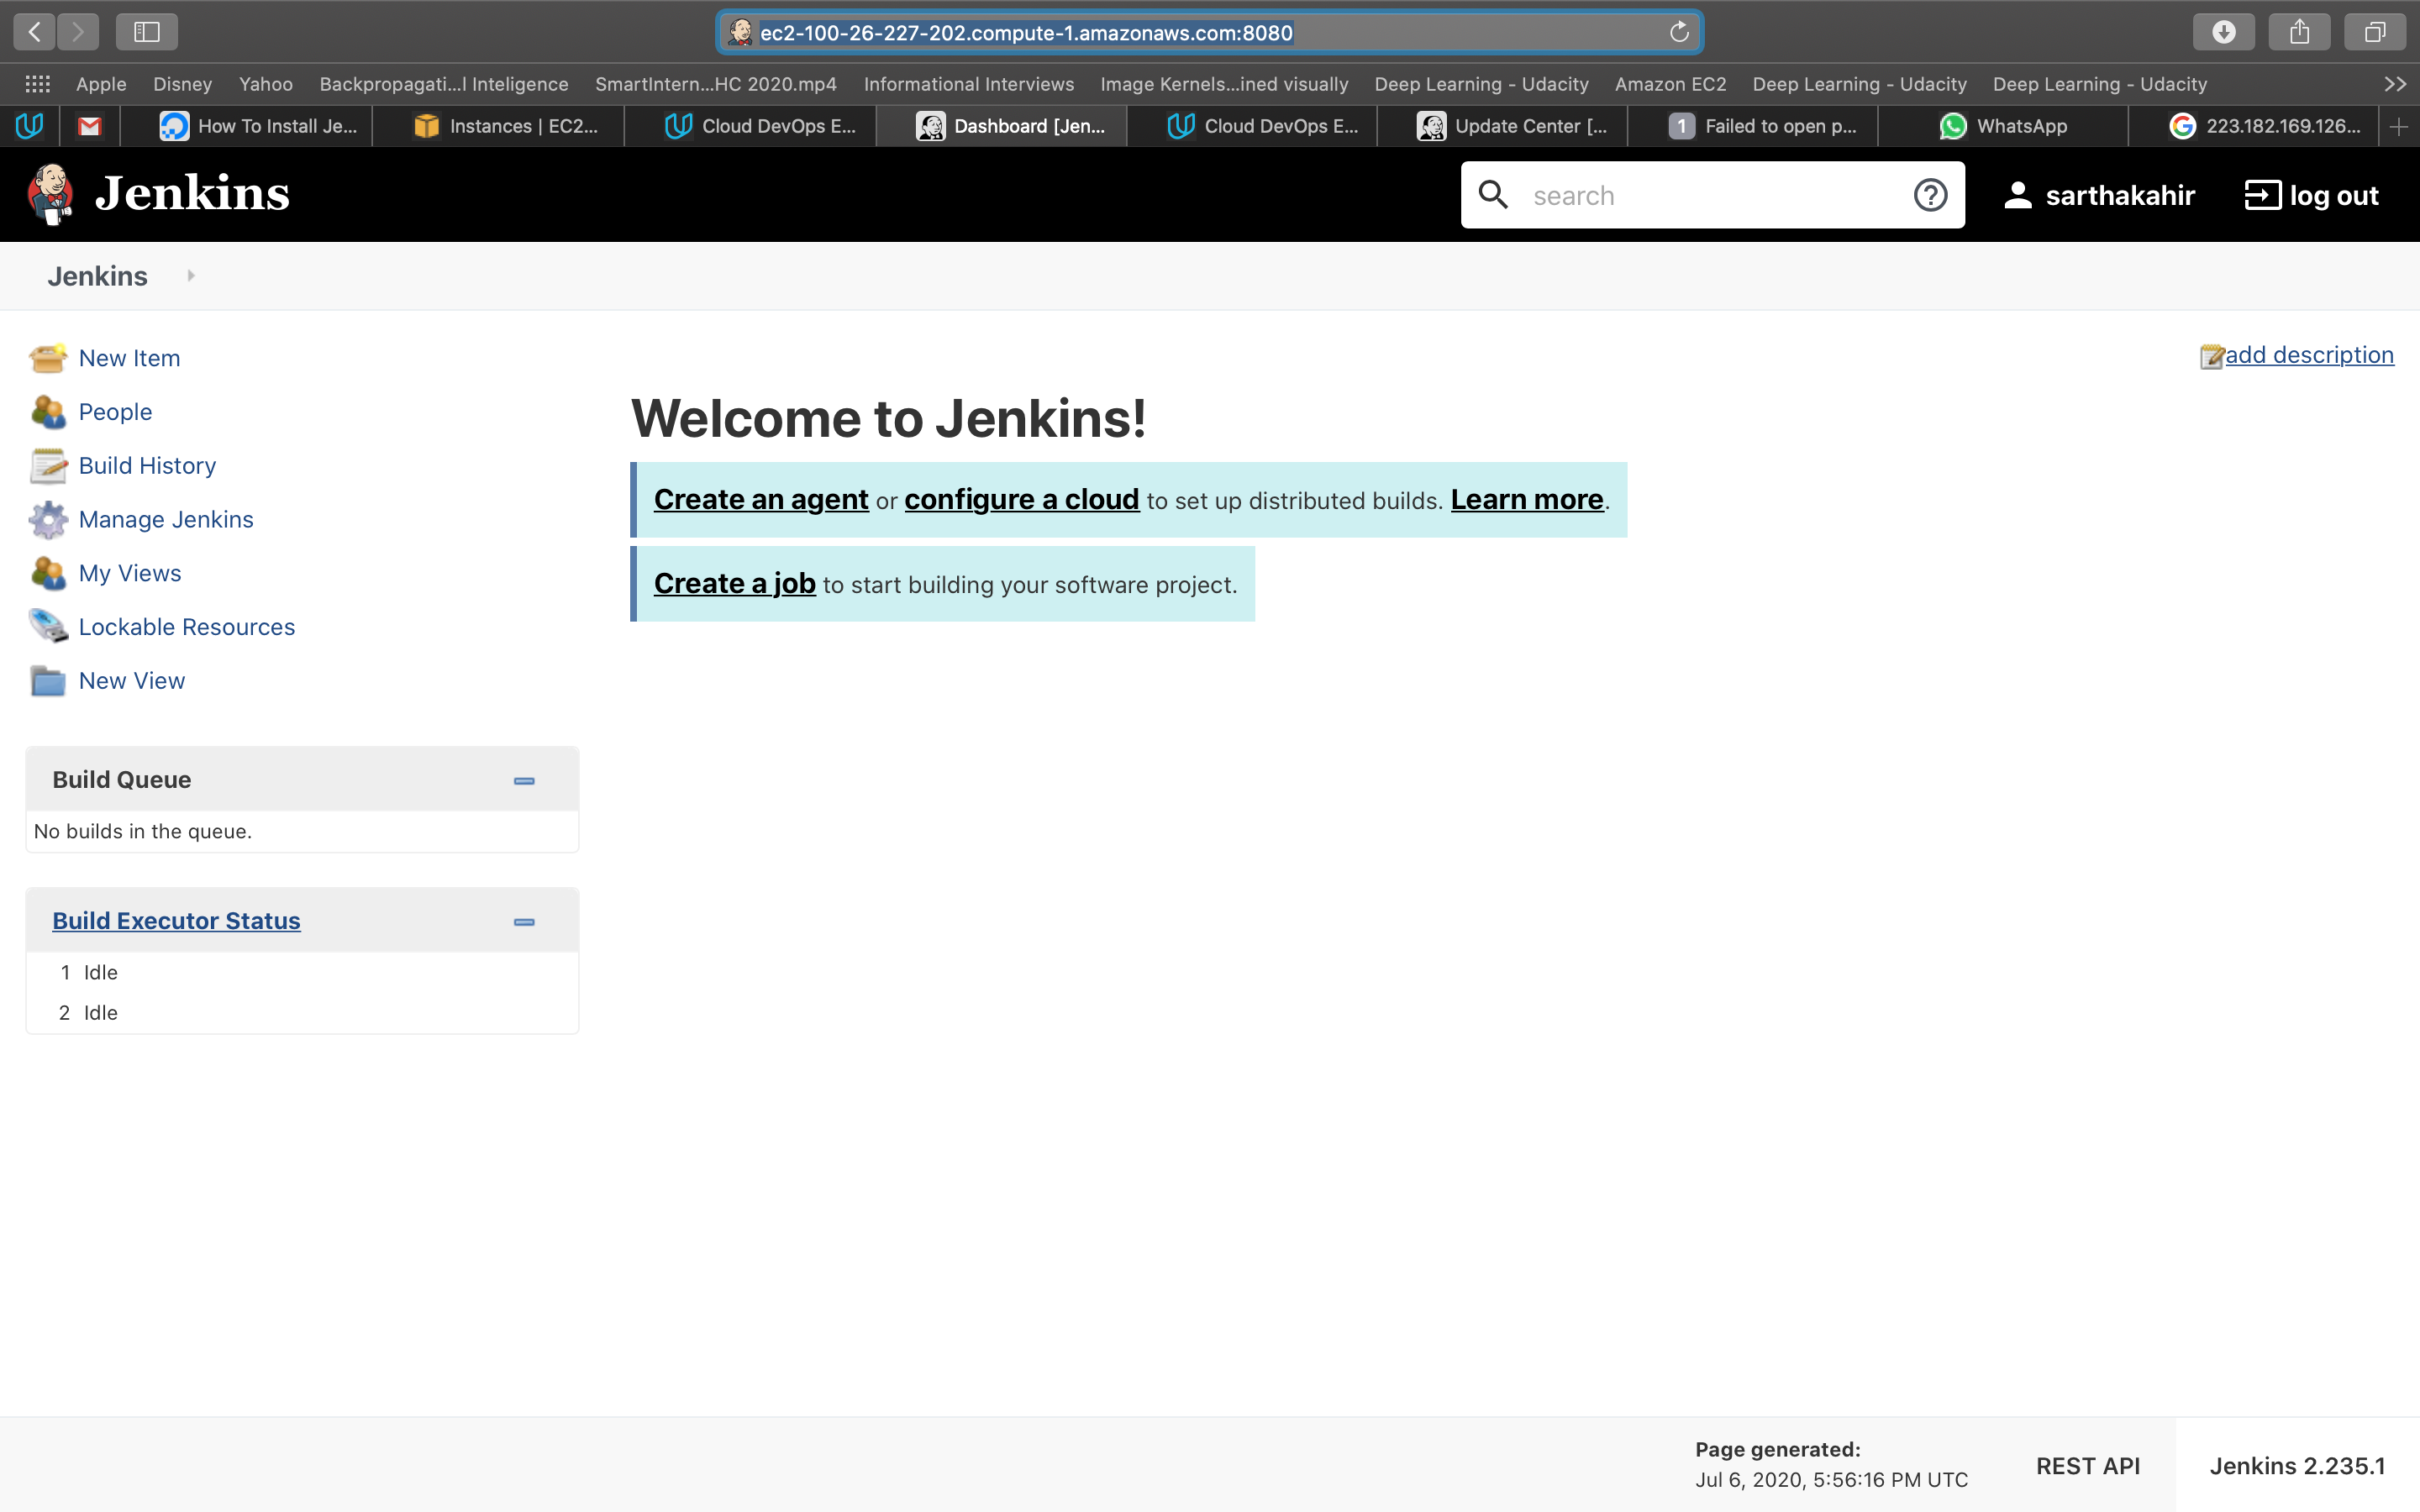 ec2-100-26-227-202.compute-1.amazonaws.com:8080
Apple Disney Yahoo Backpropagati...l Inteligence SmartIntern...HC 2020.mp4 Informational Interviews Image Kernels...ined visually Deep Learning - Udacity Amazon EC2 Deep Learning - Udacity Deep Learning - Udacity
How To Install Je... Instances | EC2... Cloud DevOps E... Dashboard [Jen... Cloud DevOps E... Update Center [... 1 Failed to open p... WhatsApp 223.182.169.126...
Jenkins search sarthakahir log out
Jenkins
add description
New Item
People
Build History
Manage Jenkins
My Views
Lockable Resources
New View
Welcome to Jenkins!
Create an agent or configure a cloud to set up distributed builds. Learn more.
Create a job to start building your software project.
Build Queue
No builds in the queue.
Build Executor Status
1 Idle
2 Idle
Page generated:
Jul 6, 2020, 5:56:16 PM UTC
REST API
Jenkins 2.235.1